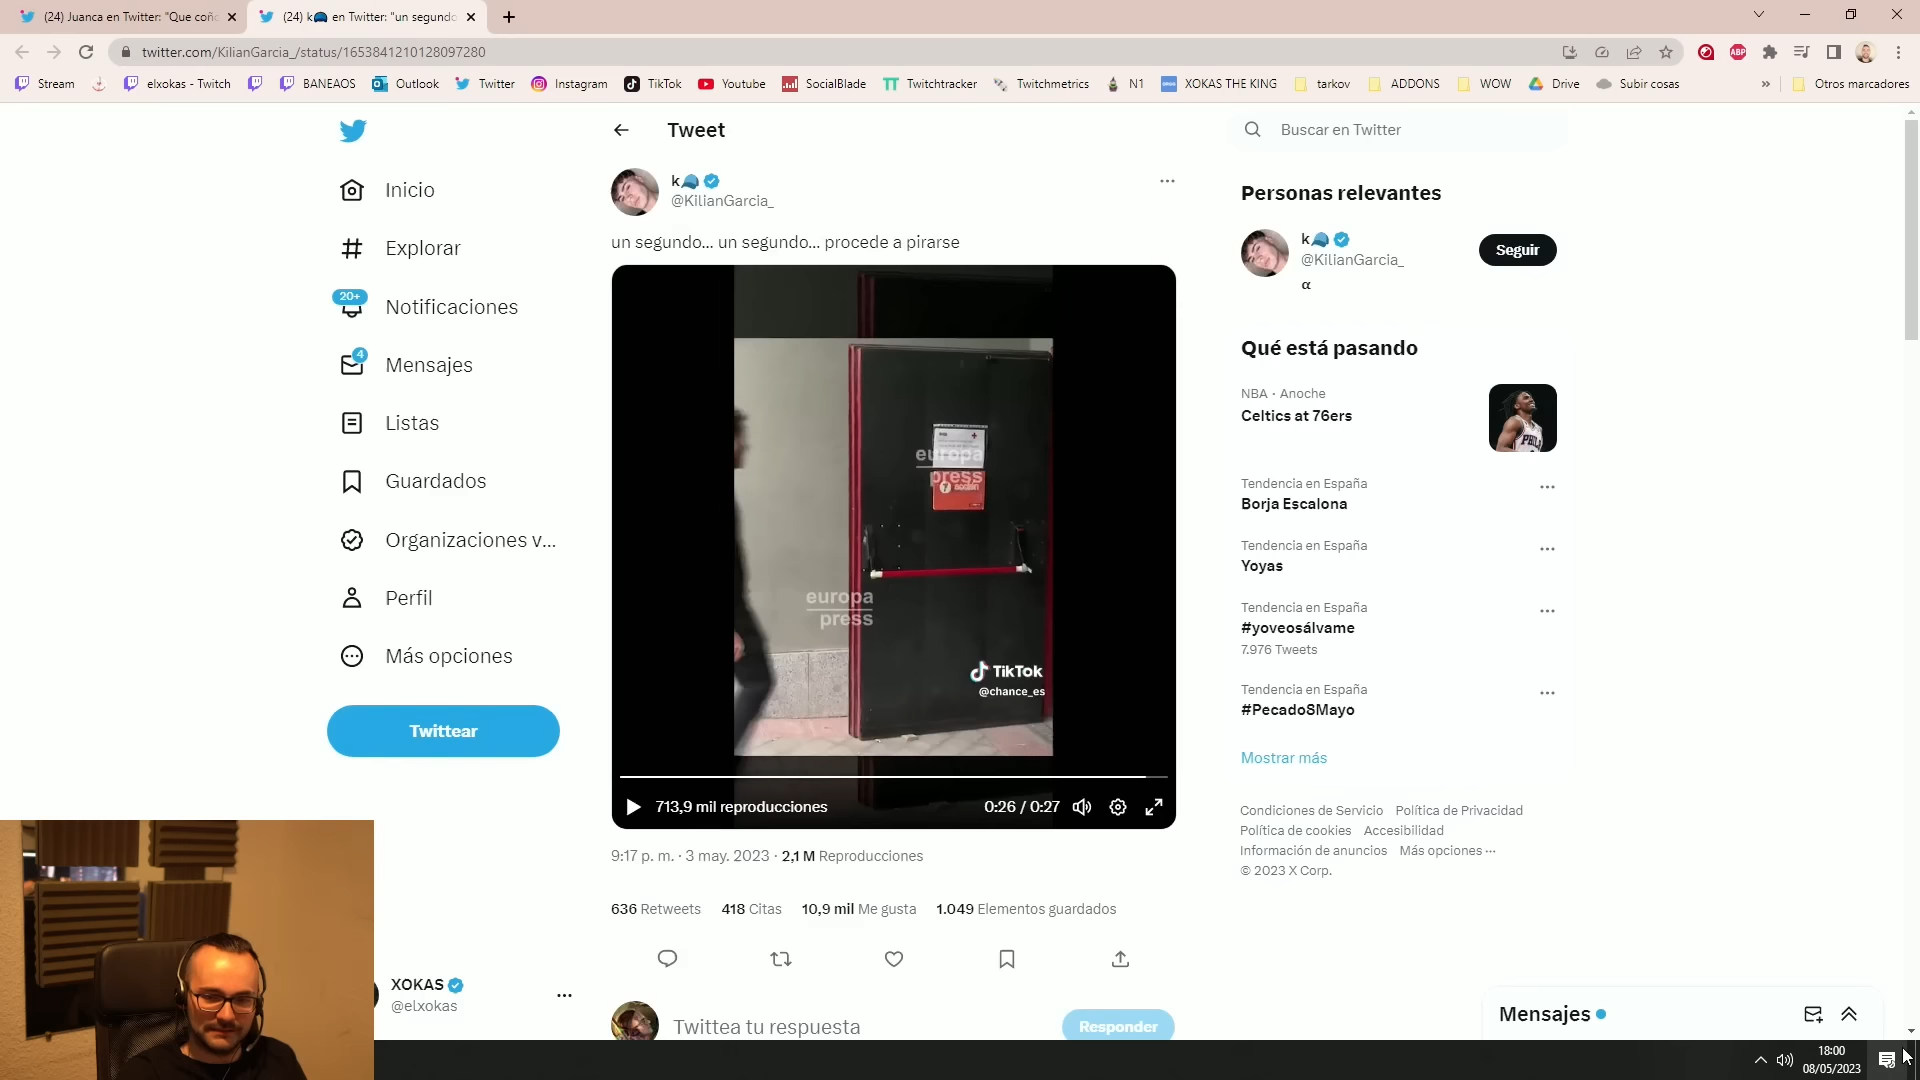 (24) Juanca en Twitter: "Que coñ
(24) k en Twitter: "un segundo
twitter.com/KilianGarcia_/status/1653841210128097280
Stream
elxokas - Twitch
BANEAOS
Outlook
Twitter
Instagram
TikTok
Youtube
SocialBlade
Twitchtracker
Twitchmetrics
N1
XOKAS THE KING
tarkov
ADDONS
WOW
Drive
Subir cosas
»
Otros marcadores
Inicio
Explorar
20+
Notificaciones
4
Mensajes
Listas
Guardados
Organizaciones v...
Perfil
Más opciones
Twittear
XOKAS
@elxokas
Tweet
k
@KilianGarcia_
un segundo... un segundo... procede a pirarse
europa
press
europa
press
TikTok
@chance_es
713,9 mil reproducciones
0:26 / 0:27
9:17 p. m. · 3 may. 2023 · 2,1 M Reproducciones
636 Retweets 418 Citas 10,9 mil Me gusta 1.049 Elementos guardados
Twittea tu respuesta
Responder
Buscar en Twitter
Personas relevantes
k
@KilianGarcia_
α
Seguir
Qué está pasando
NBA · Anoche
Celtics at 76ers
Tendencia en España
Borja Escalona
Tendencia en España
Yoyas
Tendencia en España
#yoveosálvame
7.976 Tweets
Tendencia en España
#Pecado8Mayo
Mostrar más
Condiciones de Servicio Política de Privacidad
Política de cookies Accesibilidad
Información de anuncios Más opciones ···
© 2023 X Corp.
Mensajes
18:00
08/05/2023